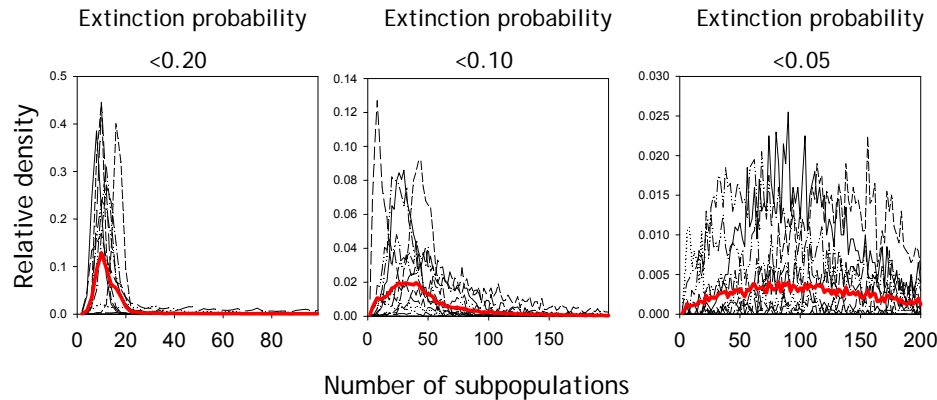 Extinction probability Extinction probability Extinction probability
<0.20 <0.10 <0.05
0.5 0.14 0.030
0.12 0.025
0.4
0.10
0.020
0.3
0.08
0.015
0.06
0.2
0.010
0.04
0.1
0.02 0.005
0.0 0.00 0.000
0 20 40 60 80 0 50 100 150 0 50 100 150 200
Relative density
Number of subpopulations